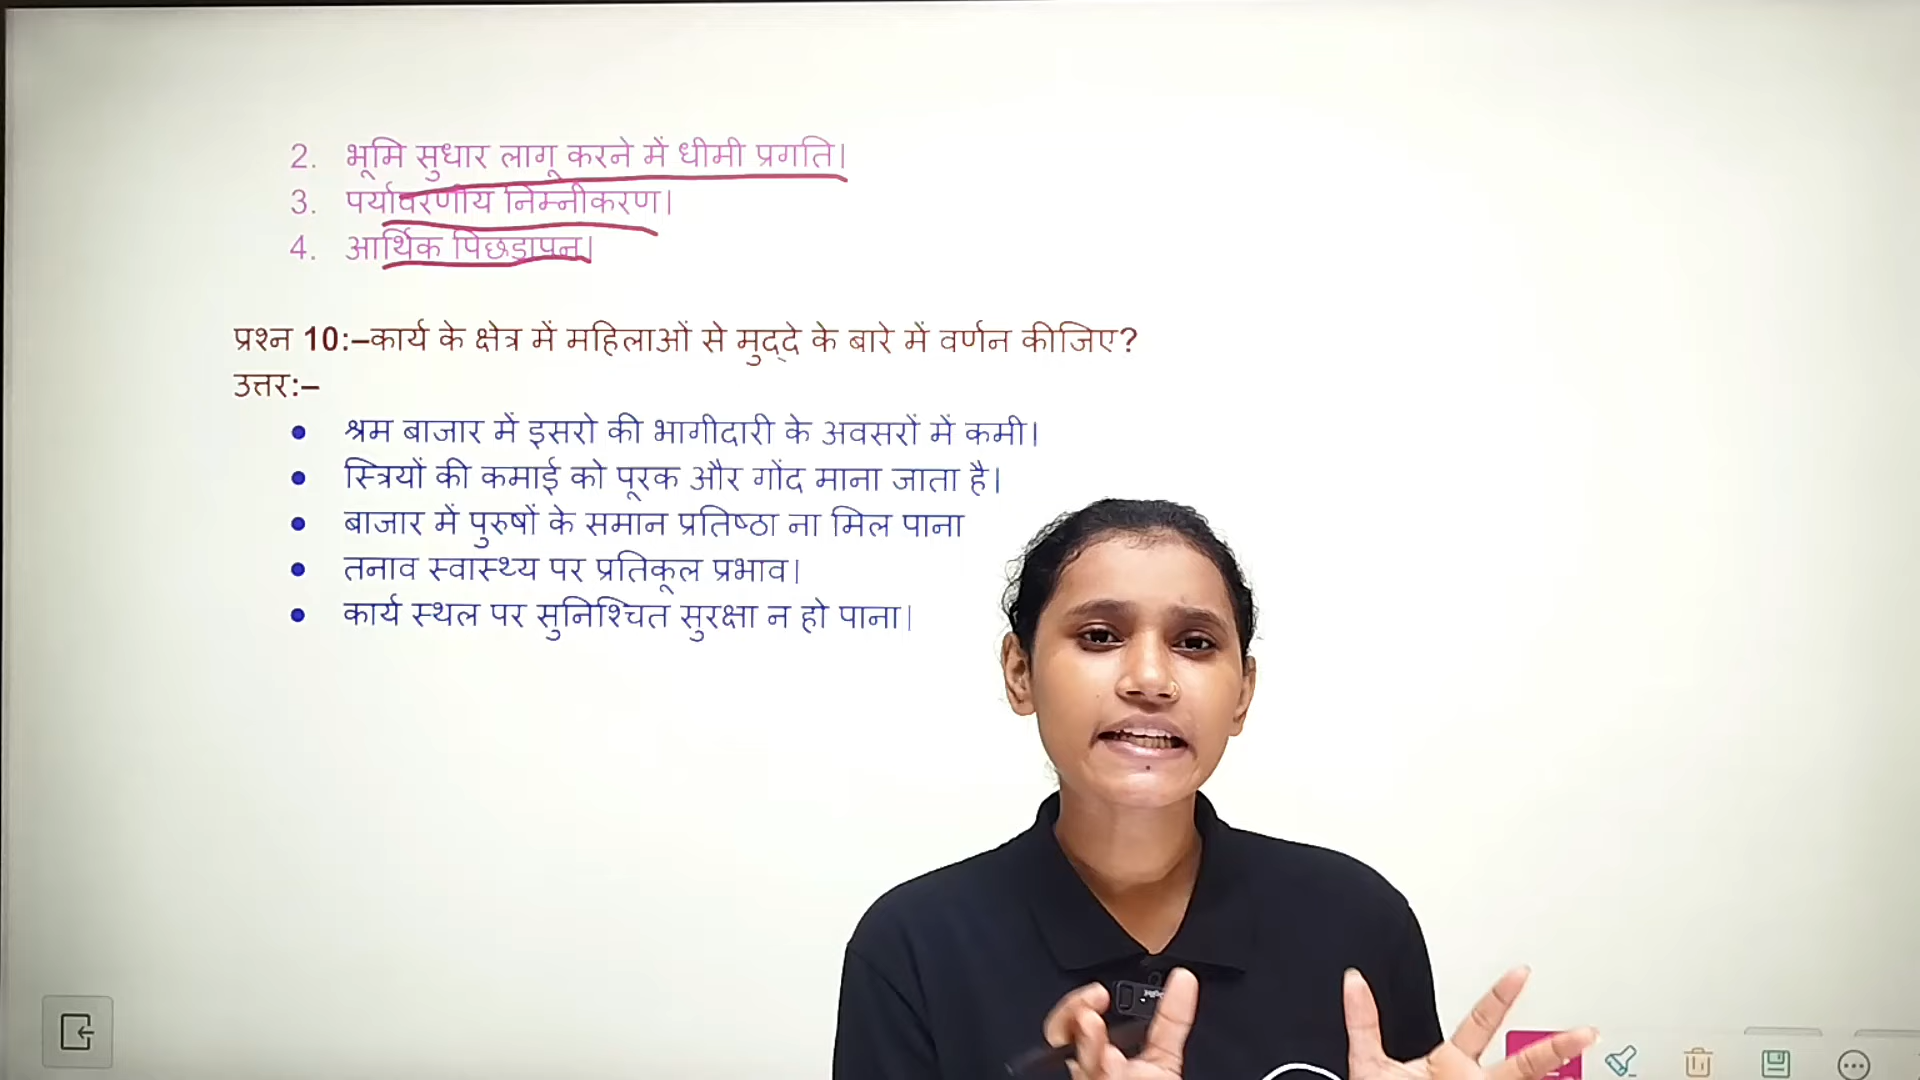 2. भूमि सुधार लागू करने में धीमी प्रगति।
3. पर्यावरणीय निम्नीकरण।
4. आर्थिक पिछड़ापन।
प्रश्न 10:–कार्य के क्षेत्र में महिलाओं से मुद्दे के बारे में वर्णन कीजिए?
उत्तर:–
• श्रम बाजार में इसरो की भागीदारी के अवसरों में कमी।
• स्त्रियों की कमाई को पूरक और गोंद माना जाता है।
• बाजार में पुरुषों के समान प्रतिष्ठा ना मिल पाना
• तनाव स्वास्थ्य पर प्रतिकूल प्रभाव।
• कार्य स्थल पर सुनिश्चित सुरक्षा न हो पाना।